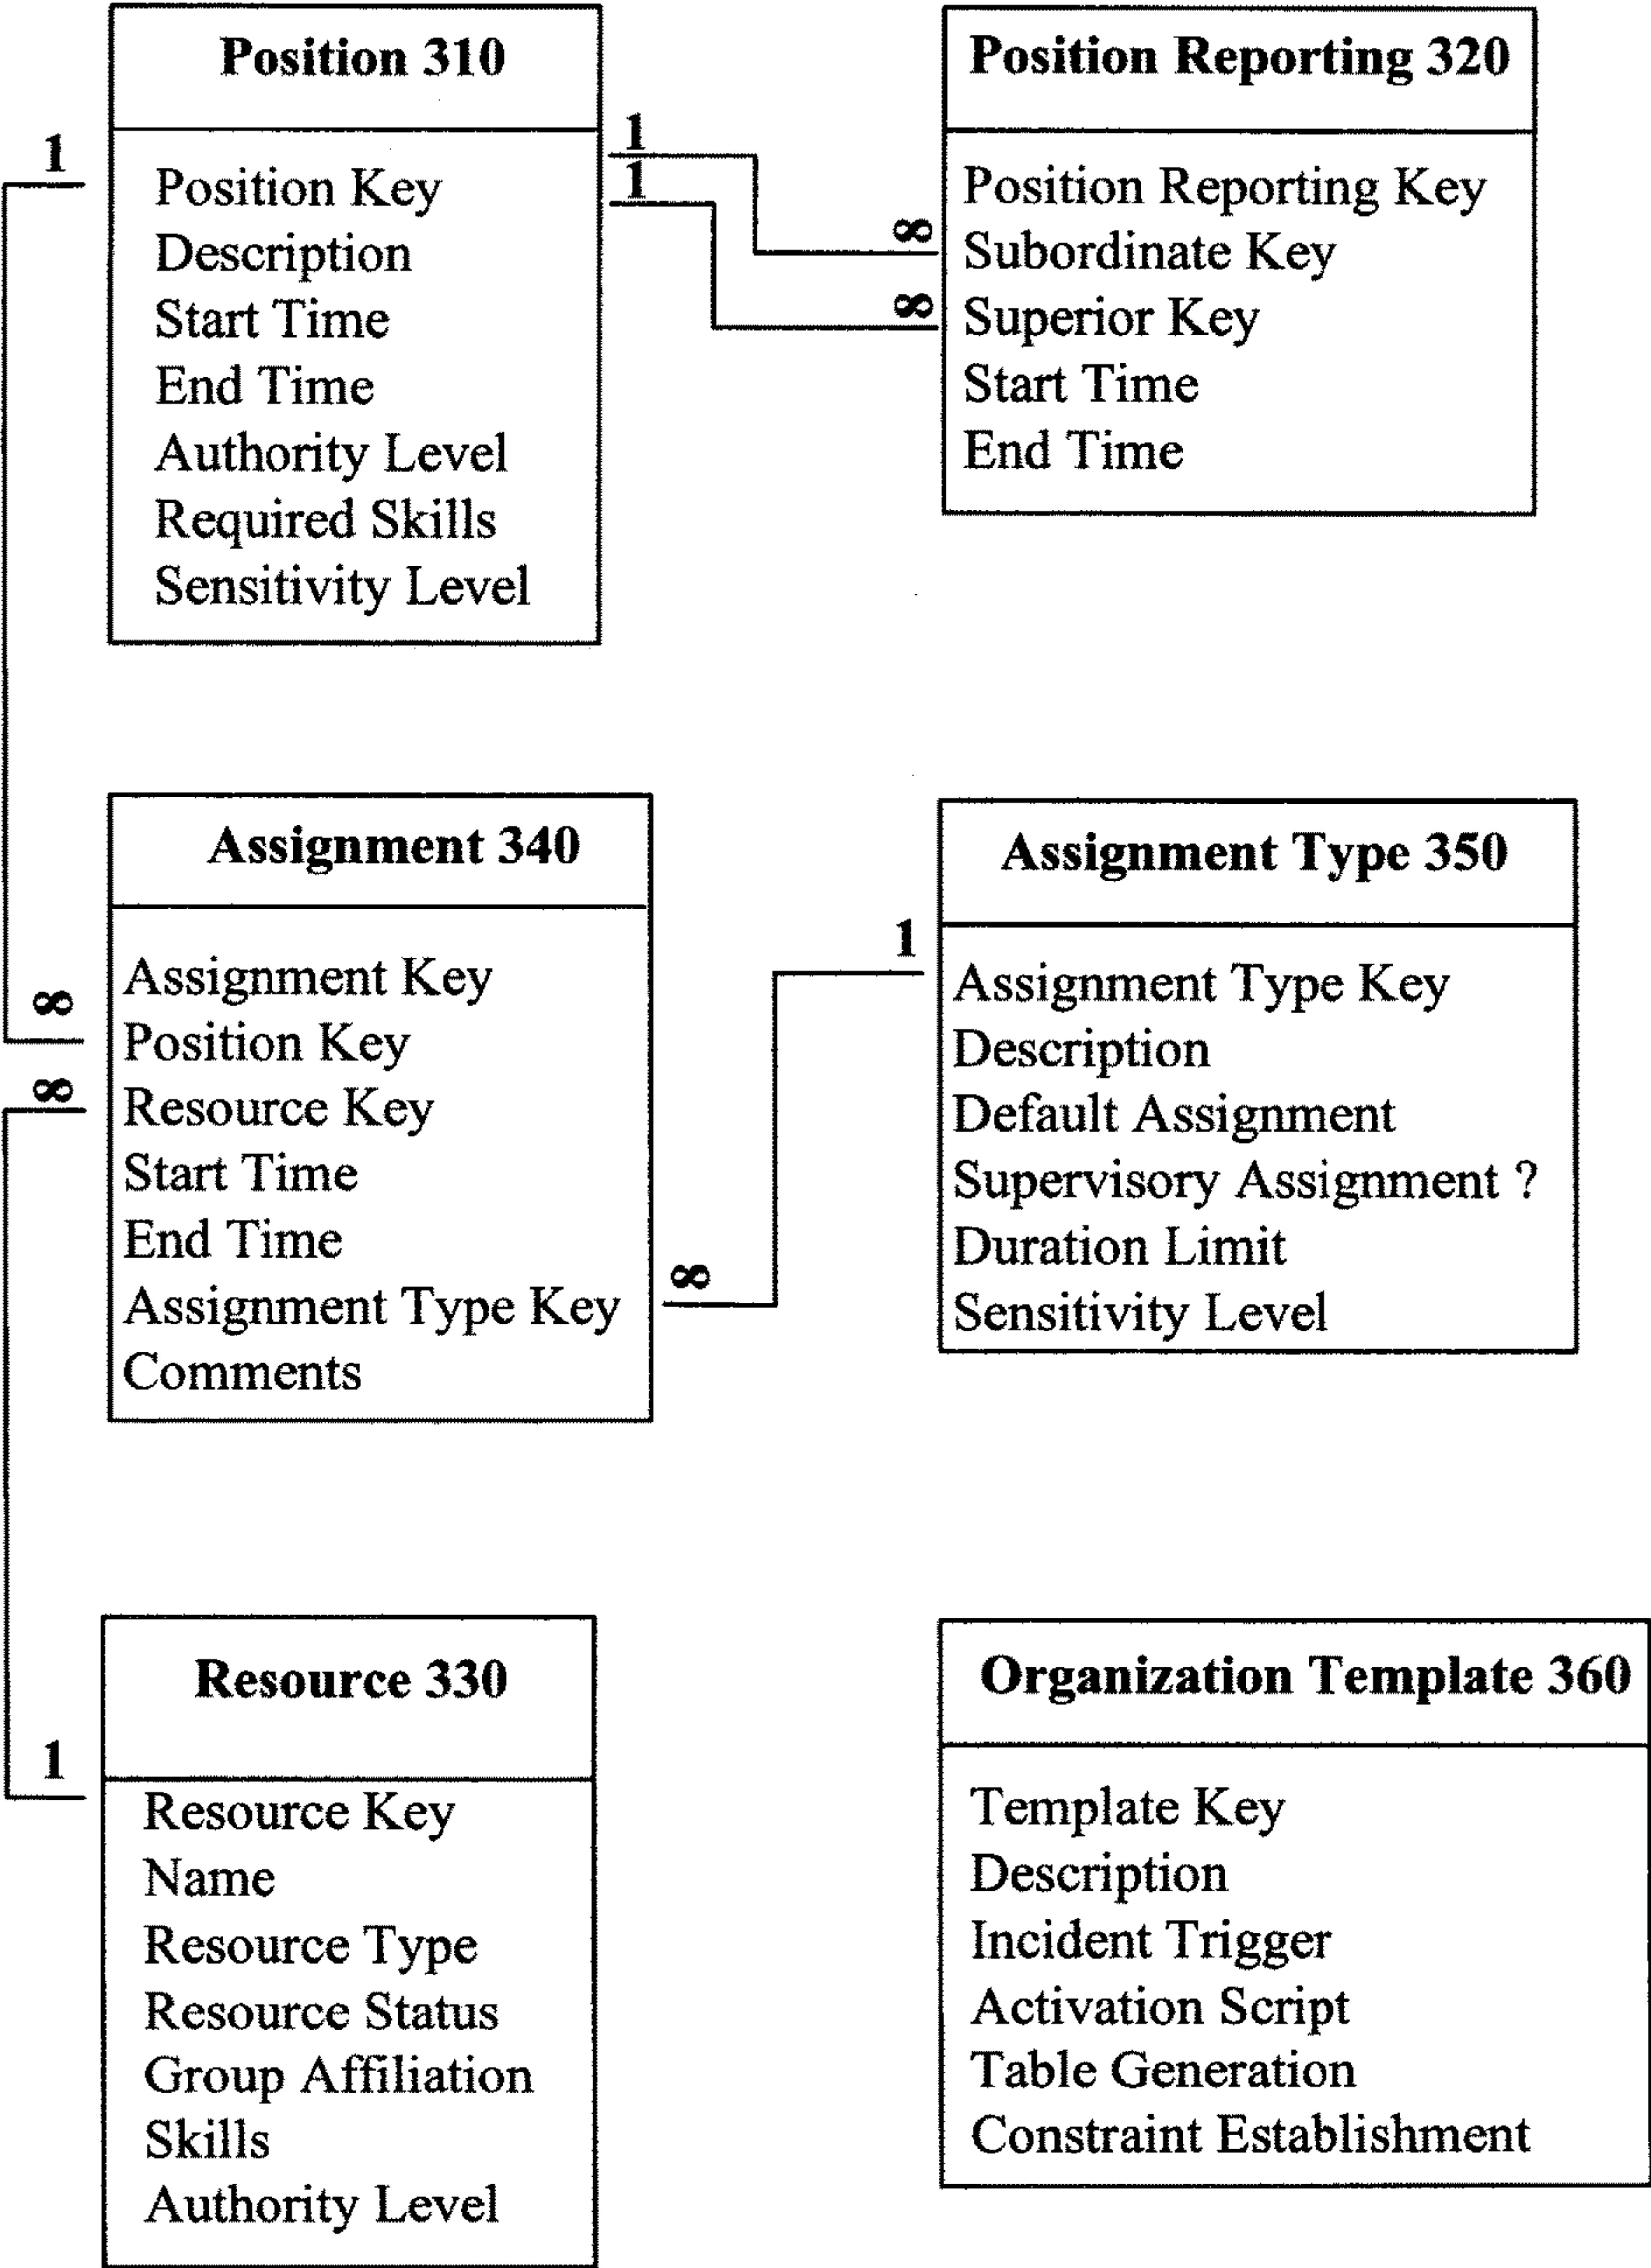 Position 310
1
Position Key
Description
Start Time
End Time
Authority Level
Required Skills
Sensitivity Level
1
1
∞
∞
Position Reporting 320
Position Reporting Key
Subordinate Key
Superior Key
Start Time
End Time
Assignment 340
∞
∞
Assignment Key
Position Key
Resource Key
Start Time
End Time
Assignment Type Key
Comments
∞
1
Assignment Type 350
Assignment Type Key
Description
Default Assignment
Supervisory Assignment ?
Duration Limit
Sensitivity Level
Resource 330
1
Resource Key
Name
Resource Type
Resource Status
Group Affiliation
Skills
Authority Level
Organization Template 360
Template Key
Description
Incident Trigger
Activation Script
Table Generation
Constraint Establishment